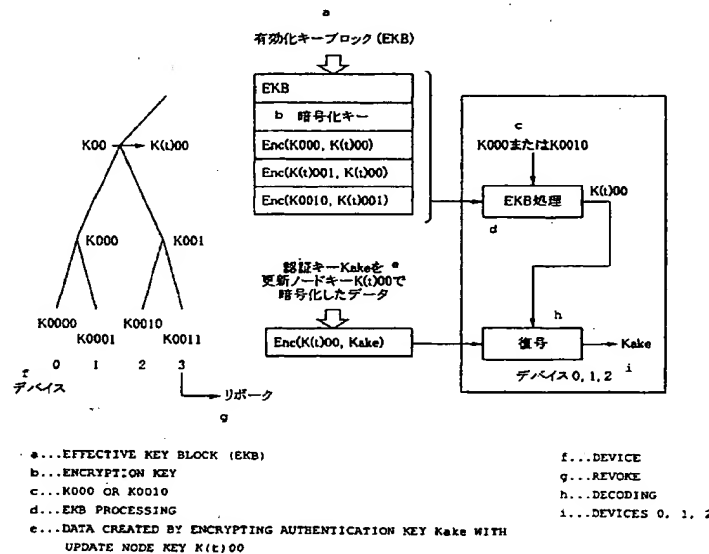 a
有効化キーブロック(EKB)
EKB
b 暗号化キー
Enc(K000, K(t)00)
Enc(K(t)001, K(t)00)
Enc(K0010, K(t)001)
K00 → K(t)00
K000
K001
K0000
K0001
K0010
K0011
0 1 2 3
f
デバイス
リボーク
g
c
K000またはK0010
EKB処理
K(t)00
d
認証キーKakeを e
更新ノードキーK(t)00で
暗号化したデータ
Enc(K(t)00, Kake)
h
復号
Kake
デバイス 0, 1, 2
i
a...EFFECTIVE KEY BLOCK (EKB)
b...ENCRYPTION KEY
c...K000 OR K0010
d...EKB PROCESSING
e...DATA CREATED BY ENCRYPTING AUTHENTICATION KEY Kake WITH
UPDATE NODE KEY K(t)00
f...DEVICE
g...REVOKE
h...DECODING
i...DEVICES 0, 1, 2